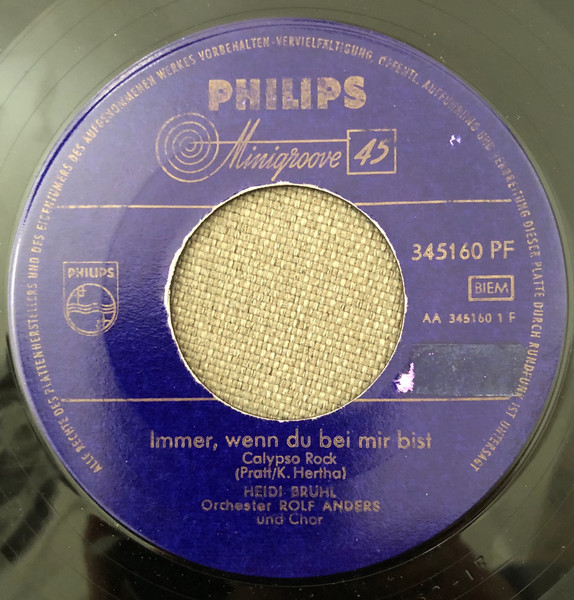 ALLE RECHTE DES PLATTENHERSTELLERS UND DES EIGENTÜMERS DES AUFGENOMMENEN WERKES VORBEHALTEN - VERVIELFÄLTIGUNG, ÖFFENTL. AUFFÜHRUNG UND VERBREITUNG DIESER PLATTE DURCH RUNDFUNK IST UNTERSAGT
PHILIPS
Minigroove 45
345160 PF
PHILIPS
BIEM
AA 345160 1 F
Immer, wenn du bei mir bist
Calypso Rock
(Pratt/K. Hertha)
HEIDI BRÜHL
Orchester ROLF ANDERS
und Chor